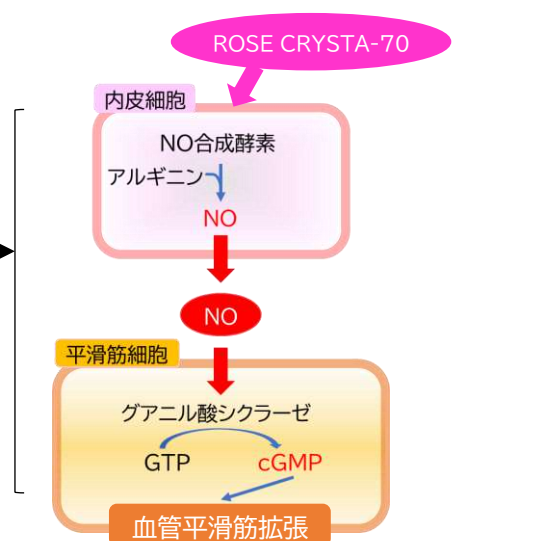 ROSE CRYSTA-70
内皮細胞
NO合成酵素
アルギニン
NO
NO
平滑筋細胞
グアニル酸シクラーゼ
GTP
cGMP
血管平滑筋拡張